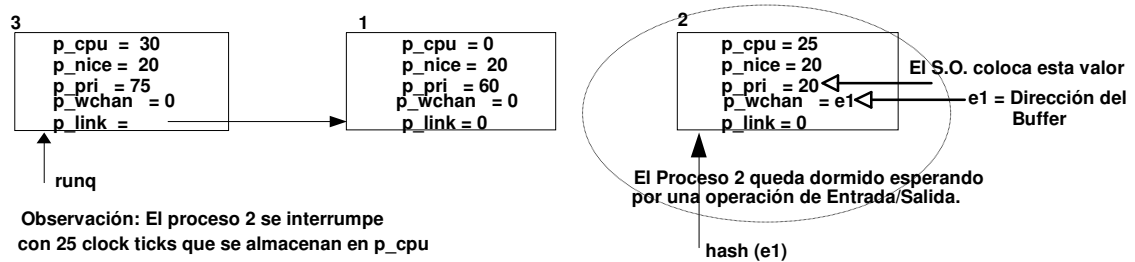 3
p_cpu = 30
p_nice = 20
p_pri = 75
p_wchan = 0
p_link =
runq
1
p_cpu = 0
p_nice = 20
p_pri = 60
p_wchan = 0
p_link = 0
2
p_cpu = 25
p_nice = 20
p_pri = 20
p_wchan = e1
p_link = 0
El S.O. coloca esta valor
e1 = Dirección del
Buffer
El Proceso 2 queda dormido esperando
por una operación de Entrada/Salida.
hash (e1)
Observación: El proceso 2 se interrumpe
con 25 clock ticks que se almacenan en p_cpu